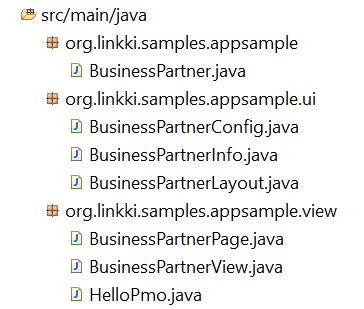 src/main/java
org.linkki.samples.appsample
BusinessPartner.java
org.linkki.samples.appsample.ui
BusinessPartnerConfig.java
BusinessPartnerInfo.java
BusinessPartnerLayout.java
org.linkki.samples.appsample.view
BusinessPartnerPage.java
BusinessPartnerView.java
HelloPmo.java